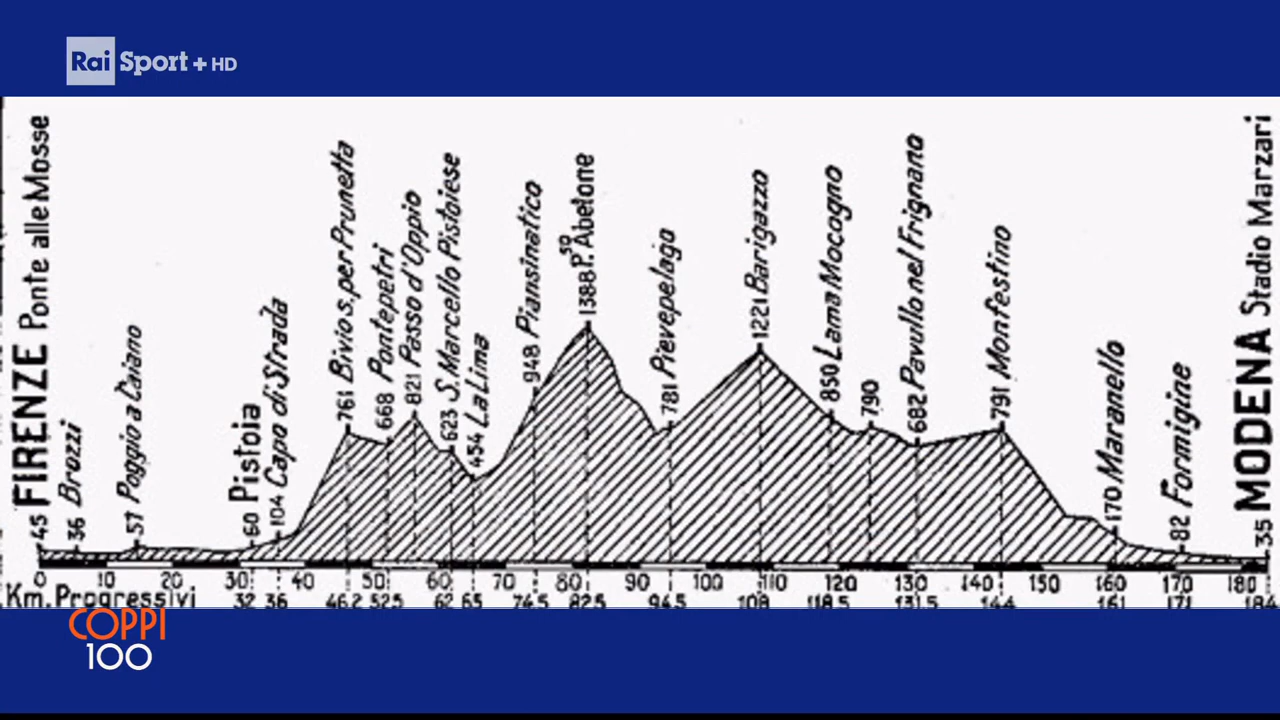 Rai Sport + HD
FIRENZE Ponte alle Mosse
45
Brozzi
36
Poggio a Caiano
57
Pistoia
60
Capo di Strada
104
Bivio s. per Prunetta
761
Pontepetri
668
Passo d'Oppio
821
S. Marcello Pistoiese
623
La Lima
454
Piansinatico
948
P.so Abetone
1388
Pievepelago
781
Barigazzo
1221
Lama Mocogno
850
790
Pavullo nel Frignano
682
Monfestino
791
Maranello
170
Formigine
82
MODENA Stadio Marzari
35
0 10 20 30 40 50 60 70 80 90 100 110 120 130 140 150 160 170 180
Km. Progressivi 32 36 46.2 52.5 62 65 74.5 82.5 94.5 108 118.5 131.5 144 161 171 184
COPPI
100